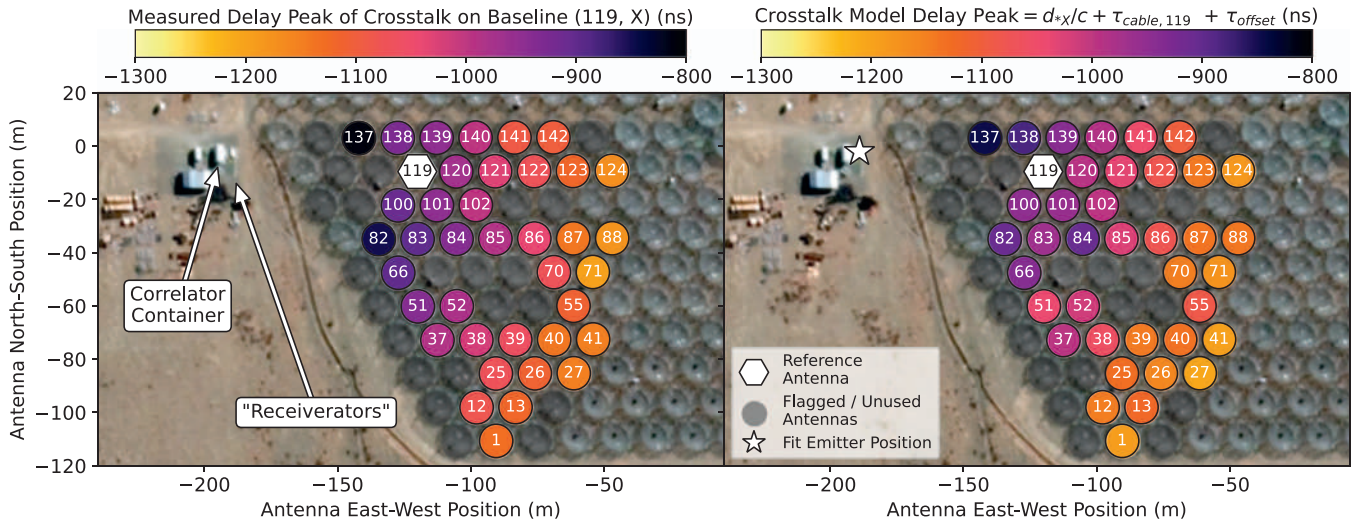 Measured Delay Peak of Crosstalk on Baseline (119, X) (ns)
−1300 −1200 −1100 −1000 −900 −800
Crosstalk Model Delay Peak = d*X/c + τcable, 119 + τoffset (ns)
−1300 −1200 −1100 −1000 −900 −800
Antenna North-South Position (m)
20
0
−20
−40
−60
−80
−100
−120
137 138 139 140 141 142
119 120 121 122 123 124
100 101 102
82 83 84 85 86 87 88
66 70 71
51 52 55
37 38 39 40 41
25 26 27
12 13
1
Correlator
Container
"Receiverators"
−200 −150 −100 −50
Antenna East-West Position (m)
137 138 139 140 141 142
119 120 121 122 123 124
100 101 102
82 83 84 85 86 87 88
66 70 71
51 52 55
37 38 39 40 41
25 26 27
12 13
1
Reference
Antenna
Flagged / Unused
Antennas
Fit Emitter Position
−200 −150 −100 −50
Antenna East-West Position (m)